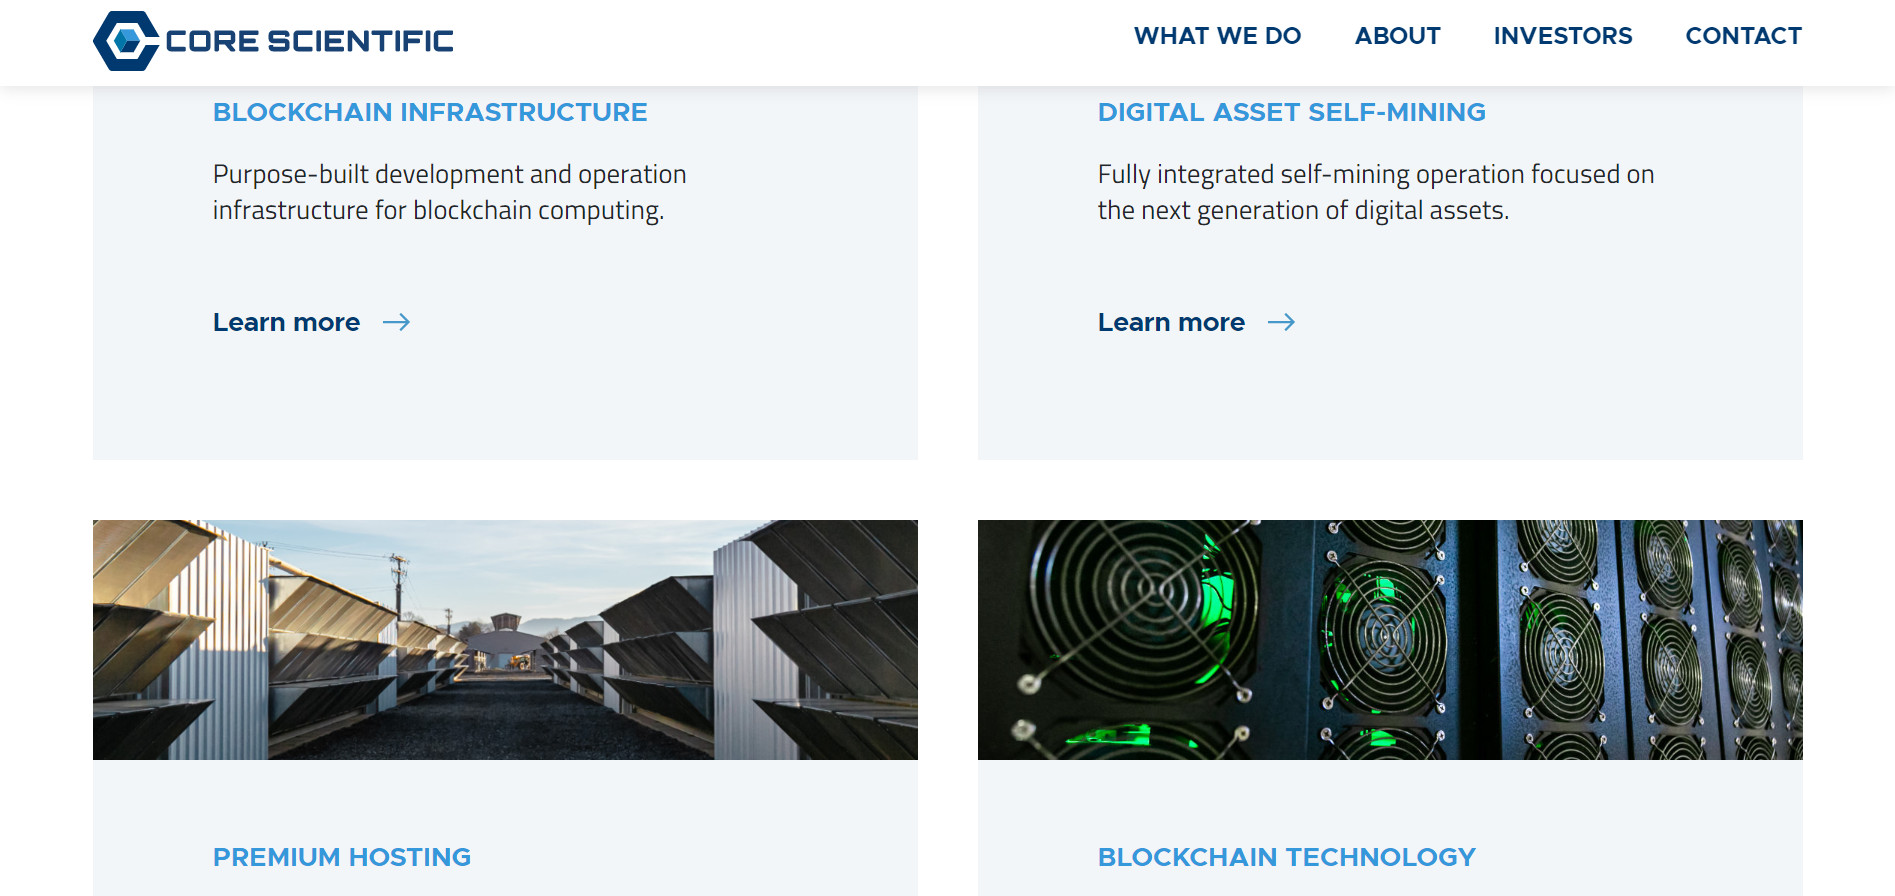 CORE SCIENTIFIC
WHAT WE DO
ABOUT
INVESTORS
CONTACT
BLOCKCHAIN INFRASTRUCTURE
Purpose-built development and operation
infrastructure for blockchain computing.
Learn more
DIGITAL ASSET SELF-MINING
Fully integrated self-mining operation focused on
the next generation of digital assets.
Learn more
PREMIUM HOSTING
BLOCKCHAIN TECHNOLOGY